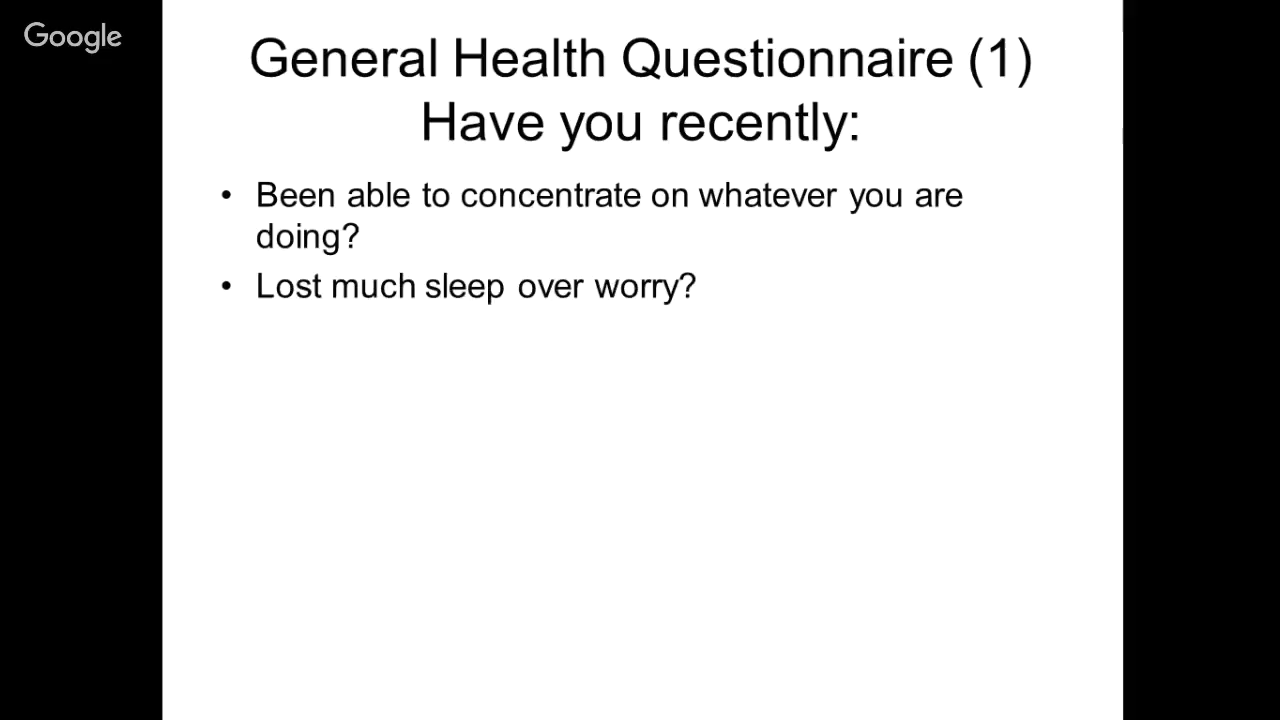 Google
General Health Questionnaire (1)
Have you recently:
• Been able to concentrate on whatever you are
doing?
• Lost much sleep over worry?